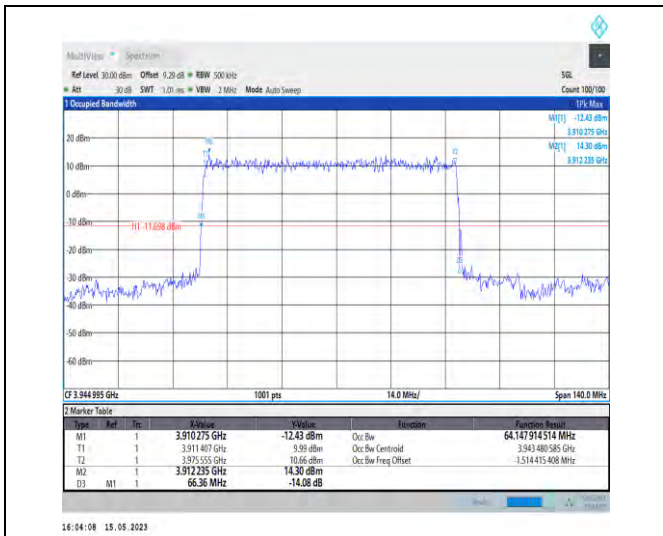 MultiView Spectrum
Ref Level 30.00 dBm Offset 9.29 dB RBW 500 kHz SGL
Att 30 dB SWT 1.01 ms VBW 2 MHz Mode Auto Sweep Count 100/100
1 Occupied Bandwidth 1Pk Max
M1[1] -12.43 dBm
3.910 275 GHz
20 dBm M2[1] 14.30 dBm
3.912 235 GHz
M2
T1 T2
10 dBm
0 dBm
M1
-10 dBm
H1 -11.698 dBm
-20 dBm
D3
-30 dBm
-40 dBm
-50 dBm
-60 dBm
CF 3.944 995 GHz 1001 pts 14.0 MHz/ Span 140.0 MHz
2 Marker Table
Type Ref Trc X-Value Y-Value Function Function Result
M1 1 3.910 275 GHz -12.43 dBm Occ Bw 64.147 914 514 MHz
T1 1 3.911 407 GHz 9.99 dBm Occ Bw Centroid 3.943 480 585 GHz
T2 1 3.975 555 GHz 10.66 dBm Occ Bw Freq Offset -1.514 415 408 MHz
M2 1 3.912 235 GHz 14.30 dBm
D3 M1 1 66.36 MHz -14.08 dB
16:04:08 15.05.2023